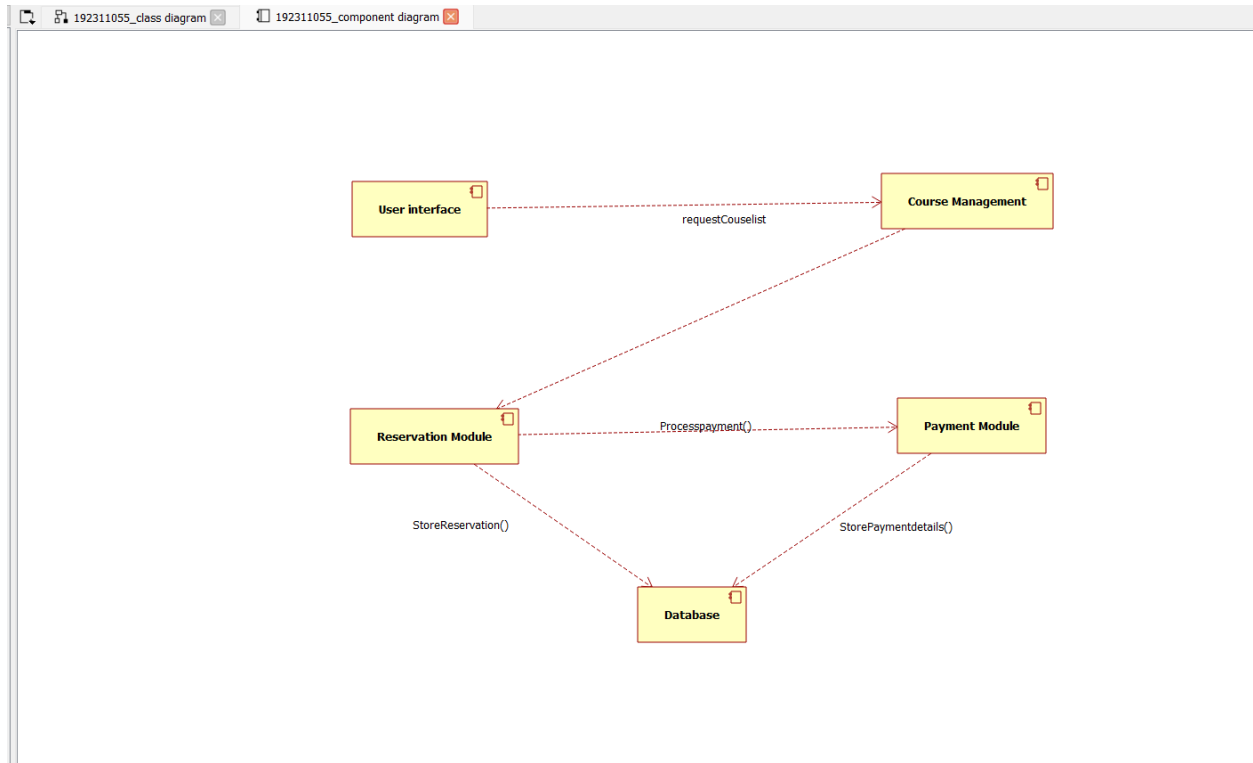 192311055_class diagram
192311055_component diagram
User interface
requestCouselist
Course Management
Reservation Module
Processpayment()
Payment Module
StoreReservation()
StorePaymentdetails()
Database